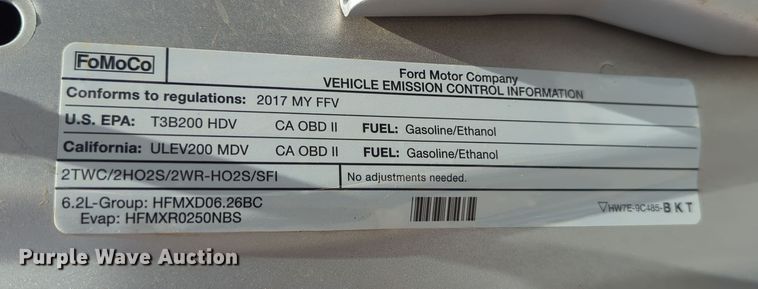 FoMoCo
Ford Motor Company
VEHICLE EMISSION CONTROL INFORMATION
Conforms to regulations: 2017 MY FFV
U.S. EPA: T3B200 HDV CA OBD II FUEL: Gasoline/Ethanol
California: ULEV200 MDV CA OBD II FUEL: Gasoline/Ethanol
2TWC/2HO2S/2WR-HO2S/SFI No adjustments needed.
6.2L-Group: HFMXD06.26BC
Evap: HFMXR0250NBS
HW7E-9C485-BKT
Purple Wave Auction